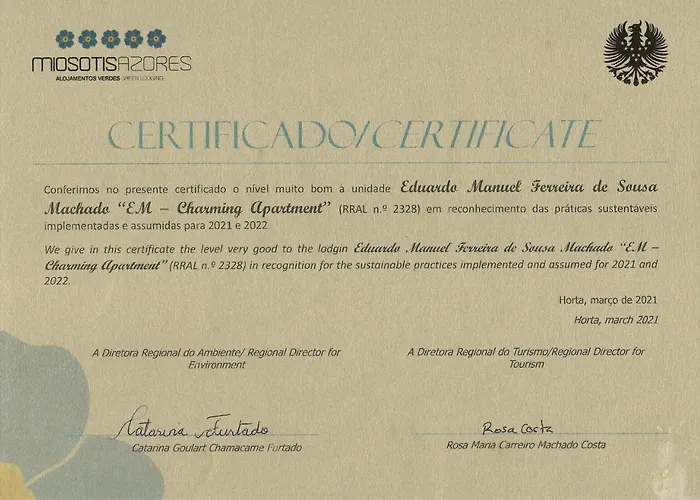 MIOSOTISAZORES
ALOJAMENTOS VERDES GREEN LODGING
CERTIFICADO/CERTIFICATE
Conferimos no presente certificado o nível muito bom à unidade Eduardo Manuel Ferreira de Sousa
Machado “EM – Charming Apartment” (RRAL n.º 2328) em reconhecimento das práticas sustentáveis
implementadas e assumidas para 2021 e 2022.
We give in this certificate the level very good to the lodgin Eduardo Manuel Ferreira de Sousa Machado “EM –
Charming Apartment” (RRAL n.º 2328) in recognition for the sustainable practices implemented and assumed for 2021 and
2022.
Horta, março de 2021
Horta, march 2021
A Diretora Regional do Ambiente/ Regional Director for
Environment
A Diretora Regional do Turismo/Regional Director for
Tourism
Catarina Furtado
Rosa Costa
Catarina Goulart Chamacame Furtado
Rosa Maria Carreiro Machado Costa